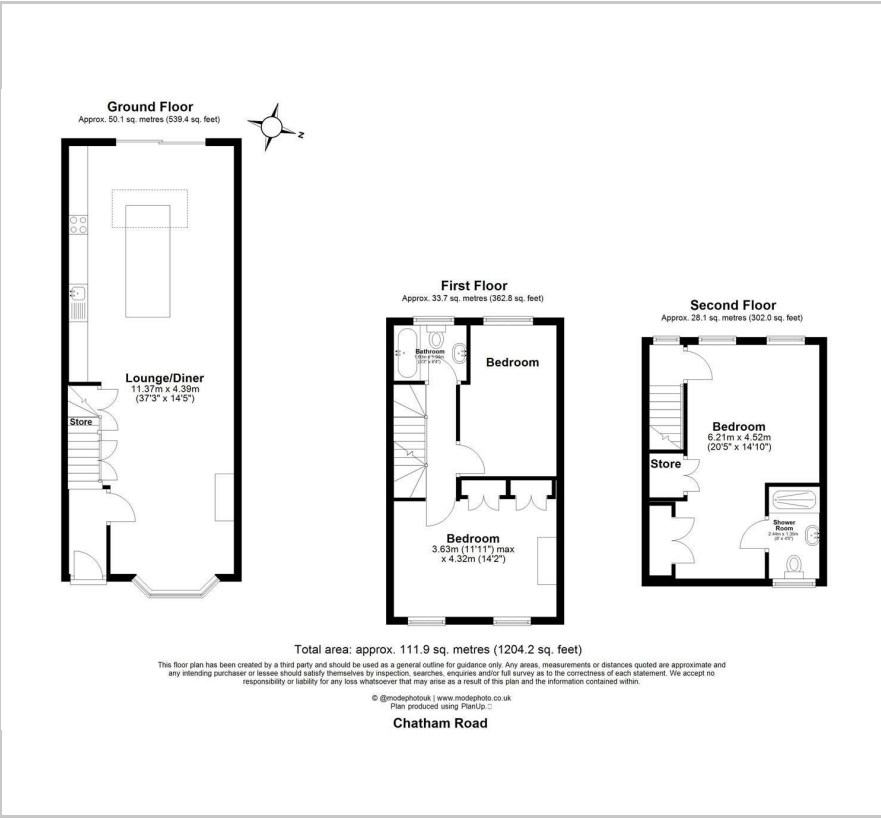 Ground Floor
Approx. 50.1 sq. metres (539.4 sq. feet)
N
Lounge/Diner
11.37m x 4.39m
(37'3" x 14'5")
Store
First Floor
Approx. 33.7 sq. metres (362.8 sq. feet)
Bathroom
Bedroom
Bedroom
3.63m (11'11") max
x 4.32m (14'2")
Second Floor
Approx. 28.1 sq. metres (302.0 sq. feet)
Bedroom
6.21m x 4.52m
(20'5" x 14'10")
Store
Shower
Room
Total area: approx. 111.9 sq. metres (1204.2 sq. feet)
This floor plan has been created by a third party and should be used as a general outline for guidance only. Any areas, measurements or distances quoted are approximate and
any intending purchaser or lessee should satisfy themselves by inspection, searches, enquiries and/or full survey as to the correctness of each statement. We accept no
responsibility or liability for any loss whatsoever that may arise as a result of this plan and the information contained within.
© @modephotouk | www.modephoto.co.uk
Plan produced using PlanUp.
Chatham Road